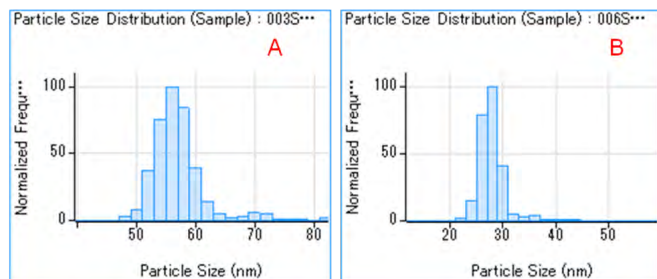 Particle Size Distribution (Sample) : 003S…
A
Normalized Frequ…
100
50
0
50
60
70
80
Particle Size (nm)
Particle Size Distribution (Sample) : 006S…
B
Normalized Frequ…
100
50
0
20
30
40
50
Particle Size (nm)